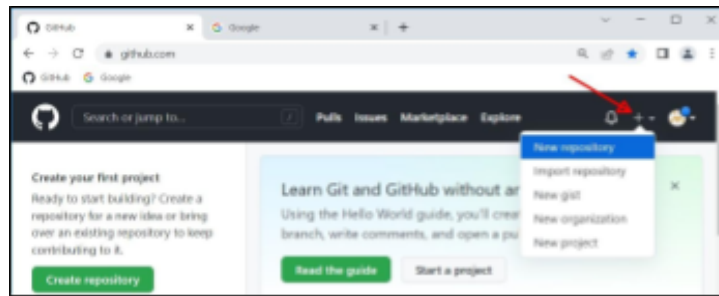 GitHub
Google
github.com
GitHub Google
Search or jump to... / Pulls Issues Marketplace Explore
New repository
Import repository
New gist
New organization
New project
Create your first project
Ready to start building? Create a
repository for a new idea or bring
over an existing repository to keep
contributing to it.
Create repository
Learn Git and GitHub without an
Using the Hello World guide, you'll crea
branch, write comments, and open a pu
Read the guide Start a project